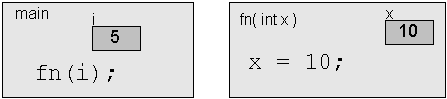 main
i
5
fn(i);
fn( int x )
x
10
x = 10;